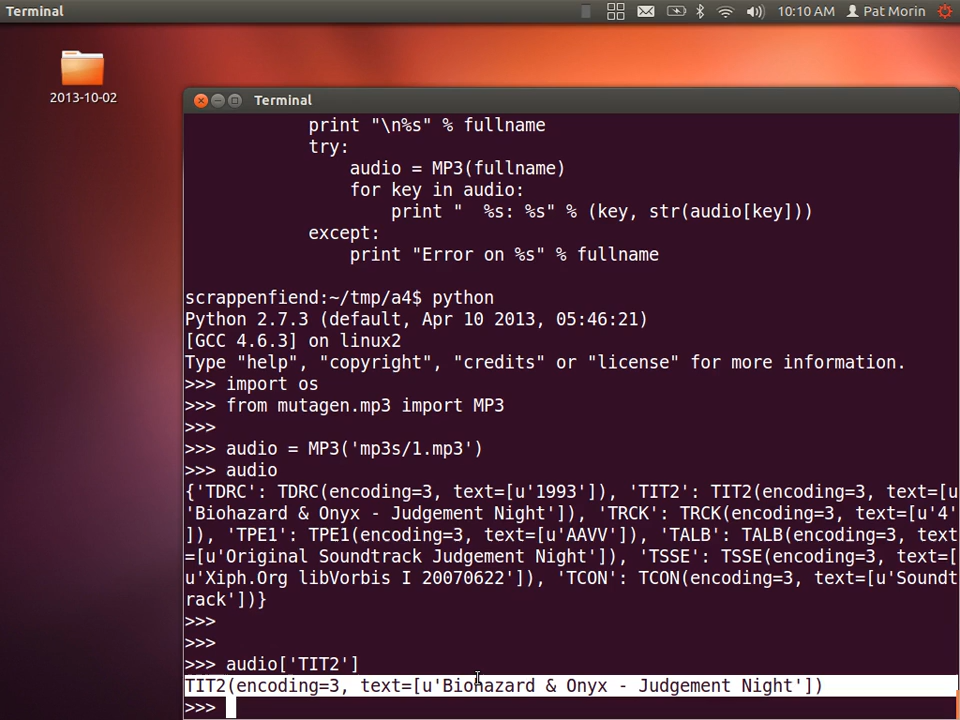 Terminal
10:10 AM
Pat Morin
2013-10-02
Terminal
print "\n%s" % fullname
try:
audio = MP3(fullname)
for key in audio:
print "  %s: %s" % (key, str(audio[key]))
except:
print "Error on %s" % fullname
scrappenfiend:~/tmp/a4$ python
Python 2.7.3 (default, Apr 10 2013, 05:46:21)
[GCC 4.6.3] on linux2
Type "help", "copyright", "credits" or "license" for more information.
>>> import os
>>> from mutagen.mp3 import MP3
>>>
>>> audio = MP3('mp3s/1.mp3')
>>> audio
{'TDRC': TDRC(encoding=3, text=[u'1993']), 'TIT2': TIT2(encoding=3, text=[u
'Biohazard & Onyx - Judgement Night']), 'TRCK': TRCK(encoding=3, text=[u'4'
]), 'TPE1': TPE1(encoding=3, text=[u'AAVV']), 'TALB': TALB(encoding=3, text
=[u'Original Soundtrack Judgement Night']), 'TSSE': TSSE(encoding=3, text=[
u'Xiph.Org libVorbis I 20070622']), 'TCON': TCON(encoding=3, text=[u'Soundt
rack'])}
>>>
>>>
>>> audio['TIT2']
TIT2(encoding=3, text=[u'Biohazard & Onyx - Judgement Night'])
>>>